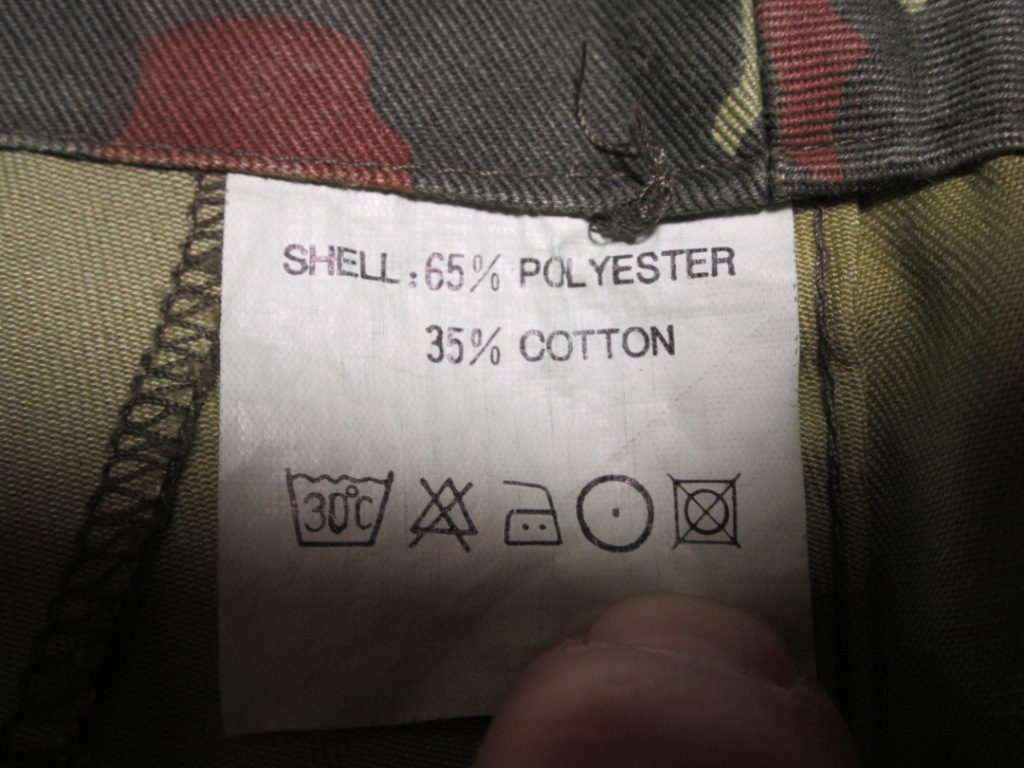 SHELL: 65% POLYESTER
35% COTTON
30°C